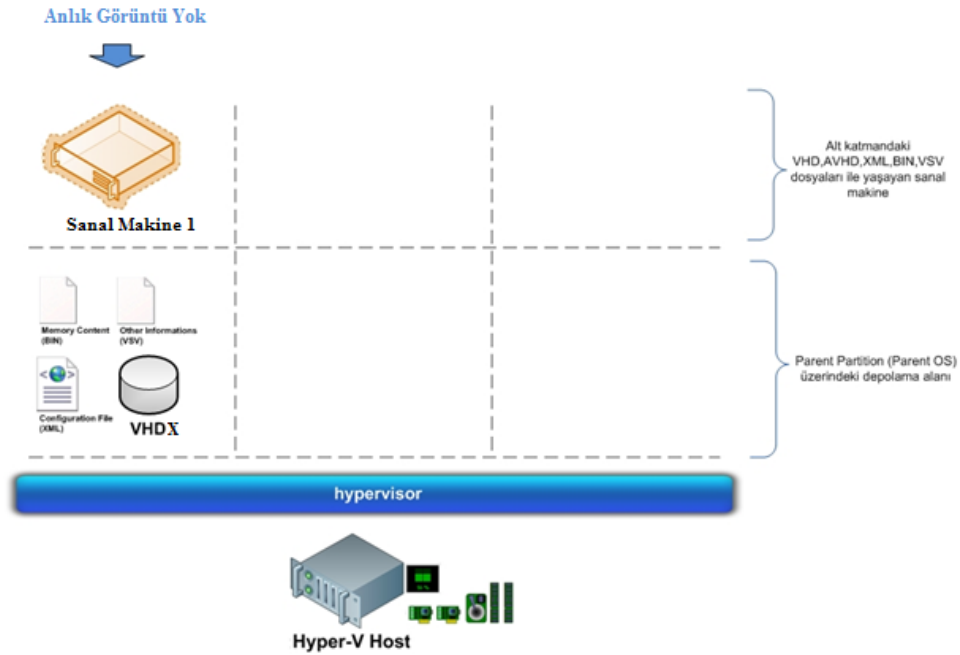 Anlık Görüntü Yok
Sanal Makine 1
Alt katmandaki
VHD,AVHD,XML,BIN,VSV
dosyaları ile yaşayan sanal
makine
Memory Content
(BIN)
Other Informations
(VSV)
Configuration File
(XML)
VHDX
Parent Partition (Parent OS)
üzerindeki depolama alanı
hypervisor
Hyper-V Host